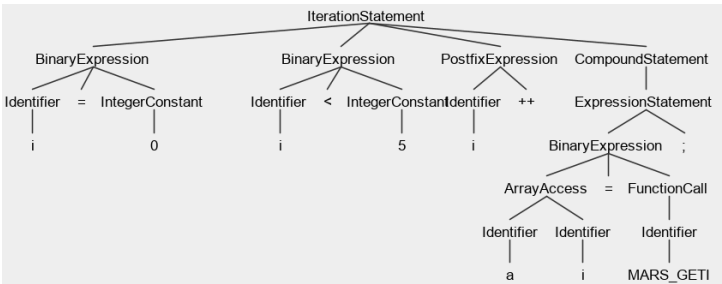 IterationStatement
BinaryExpression BinaryExpression PostfixExpression CompoundStatement
Identifier = IntegerConstant Identifier < IntegerConstant Identifier ++ ExpressionStatement
i 0 i 5 i BinaryExpression ;
ArrayAccess = FunctionCall
Identifier Identifier Identifier
a i MARS_GETI